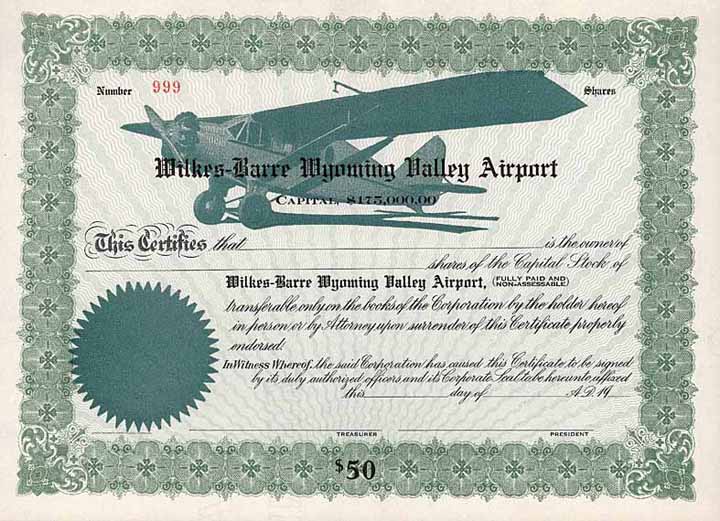 Number 999 Shares
Wilkes-Barre Wyoming Valley Airport
CAPITAL, $175,000.00
This Certifies that is the owner of
shares of the Capital Stock of
Wilkes-Barre Wyoming Valley Airport, (FULLY PAID AND NON-ASSESSABLE)
transferable only on the books of the Corporation by the holder hereof
in person or by Attorney upon surrender of this Certificate properly
endorsed.
In Witness Whereof, the said Corporation has caused this Certificate to be signed
by its duly authorized officers and its Corporate Seal to be hereunto affixed
this day of A.D. 19
TREASURER PRESIDENT
$50